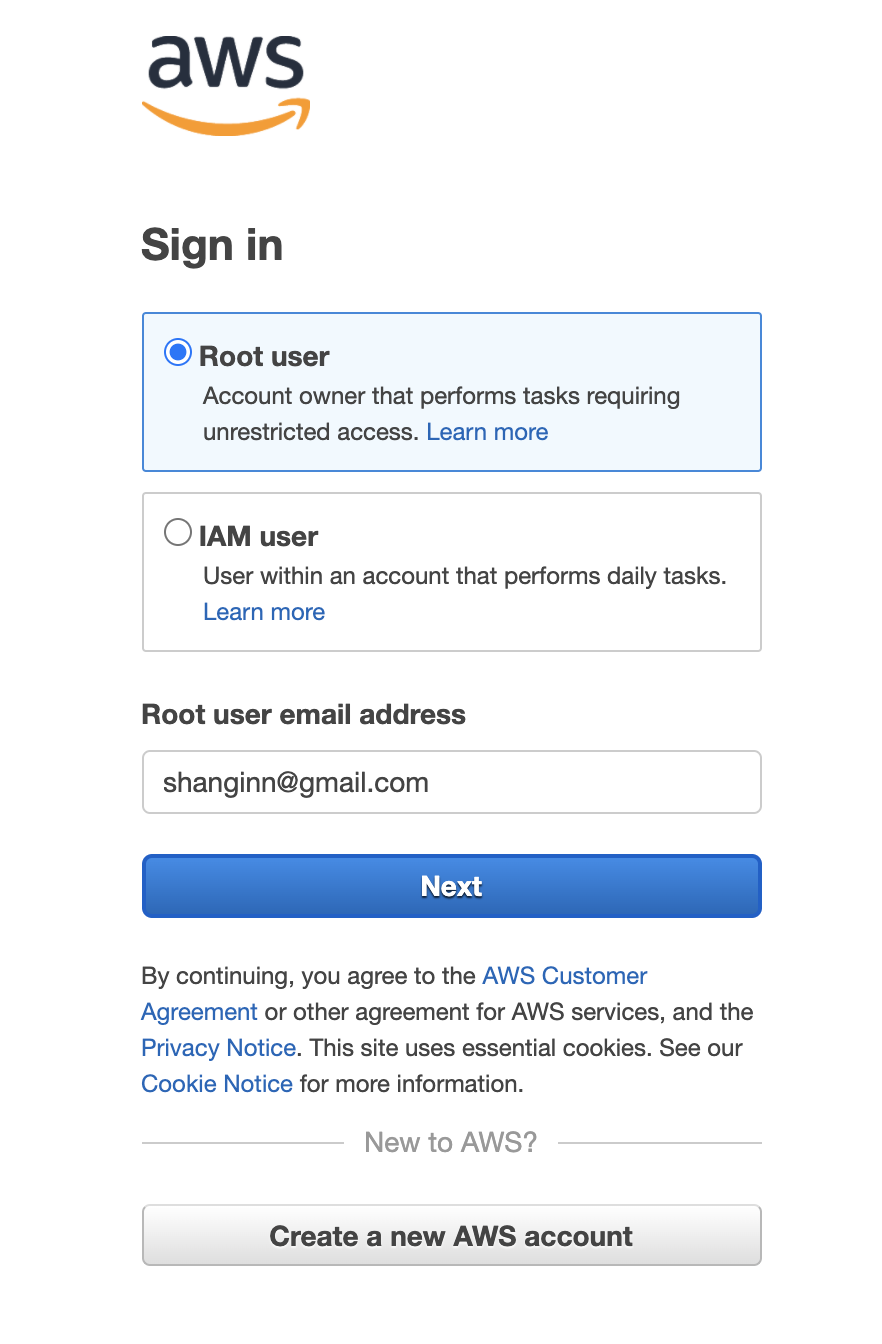 aws
Sign in
Root user
Account owner that performs tasks requiring
unrestricted access. Learn more
IAM user
User within an account that performs daily tasks.
Learn more
Root user email address
shanginn@gmail.com
Next
By continuing, you agree to the AWS Customer
Agreement or other agreement for AWS services, and the
Privacy Notice. This site uses essential cookies. See our
Cookie Notice for more information.
New to AWS?
Create a new AWS account